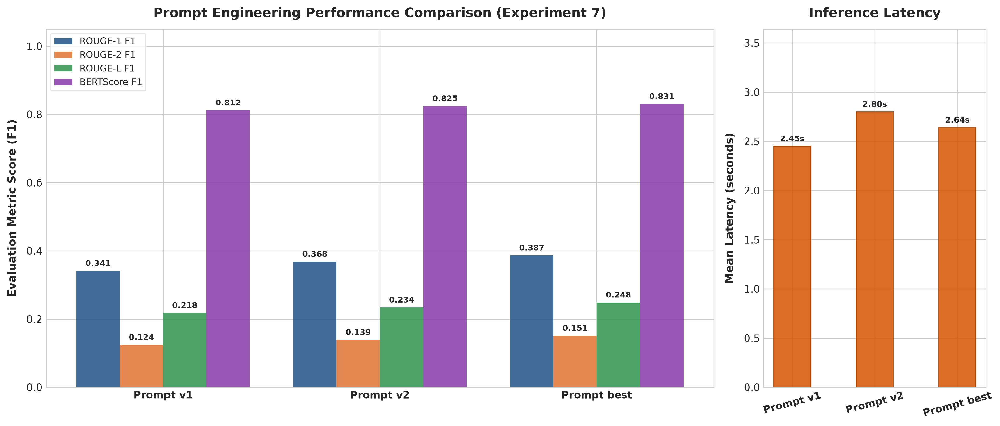 Prompt Engineering Performance Comparison (Experiment 7)
Evaluation Metric Score (F1)
1.0
0.8
0.6
0.4
0.2
0.0
ROUGE-1 F1
ROUGE-2 F1
ROUGE-L F1
BERTScore F1
0.341
0.124
0.218
0.812
0.368
0.139
0.234
0.825
0.387
0.151
0.248
0.831
Prompt v1
Prompt v2
Prompt best
Inference Latency
Mean Latency (seconds)
3.5
3.0
2.5
2.0
1.5
1.0
0.5
0.0
2.45s
2.80s
2.64s
Prompt v1
Prompt v2
Prompt best